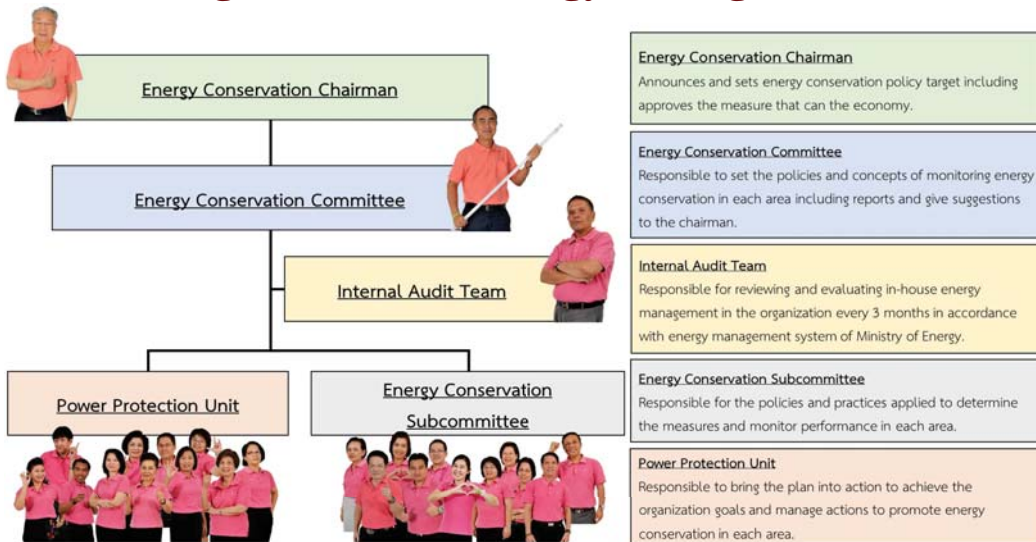 Energy Conservation Chairman
Energy Conservation Committee
Internal Audit Team
Power Protection Unit
Energy Conservation
Subcommittee
Energy Conservation Chairman
Announces and sets energy conservation policy target including
approves the measure that can the economy.
Energy Conservation Committee
Responsible to set the policies and concepts of monitoring energy
conservation in each area including reports and give suggestions
to the chairman.
Internal Audit Team
Responsible for reviewing and evaluating in-house energy
management in the organization every 3 months in accordance
with energy management system of Ministry of Energy.
Energy Conservation Subcommittee
Responsible for the policies and practices applied to determine
the measures and monitor performance in each area.
Power Protection Unit
Responsible to bring the plan into action to achieve the
organization goals and manage actions to promote energy
conservation in each area.